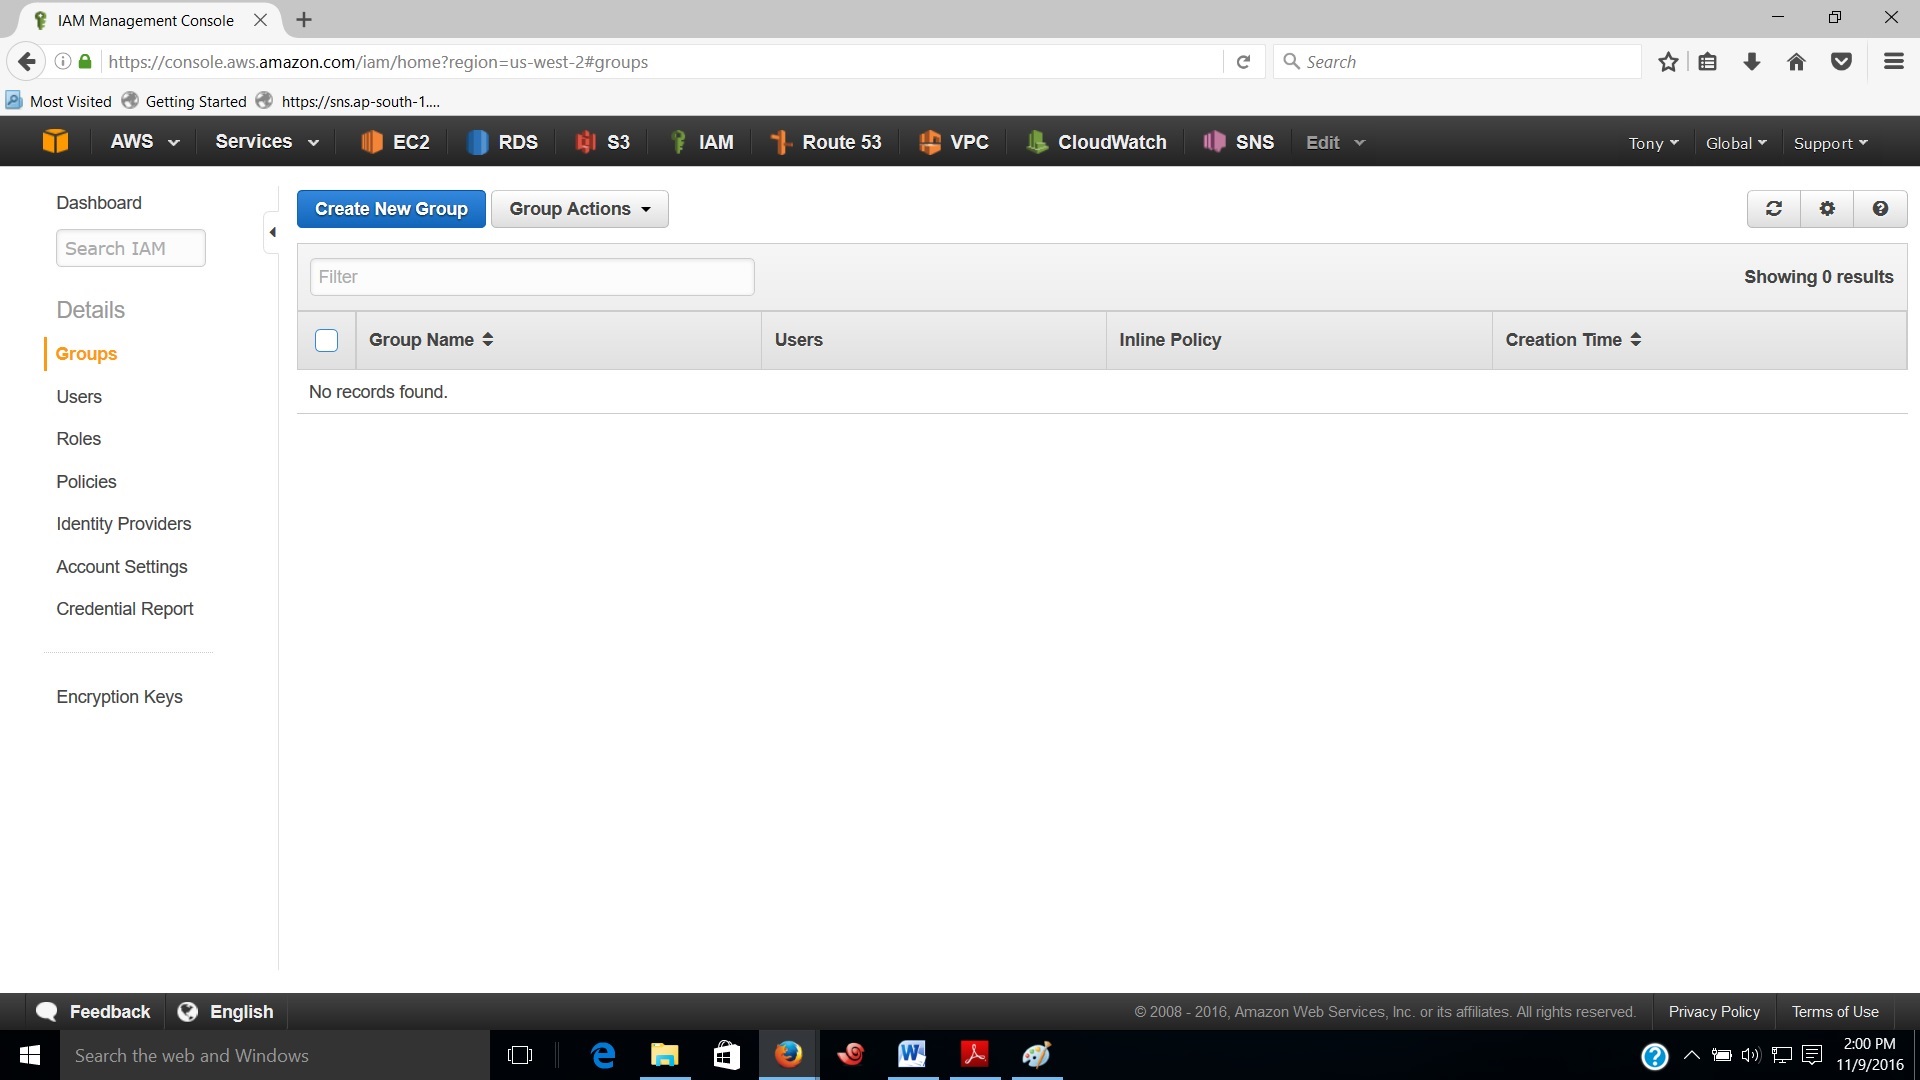 IAM Management Console
https://console.aws.amazon.com/iam/home?region=us-west-2#groups
Search
Most Visited Getting Started https://sns.ap-south-1....
AWS Services EC2 RDS S3 IAM Route 53 VPC CloudWatch SNS Edit Tony Global Support
Dashboard
Search IAM
Details
Groups
Users
Roles
Policies
Identity Providers
Account Settings
Credential Report
Encryption Keys
Create New Group Group Actions
Filter
Showing 0 results
Group Name Users Inline Policy Creation Time
No records found.
Feedback English © 2008 - 2016, Amazon Web Services, Inc. or its affiliates. All rights reserved. Privacy Policy Terms of Use
Search the web and Windows
2:00 PM
11/9/2016